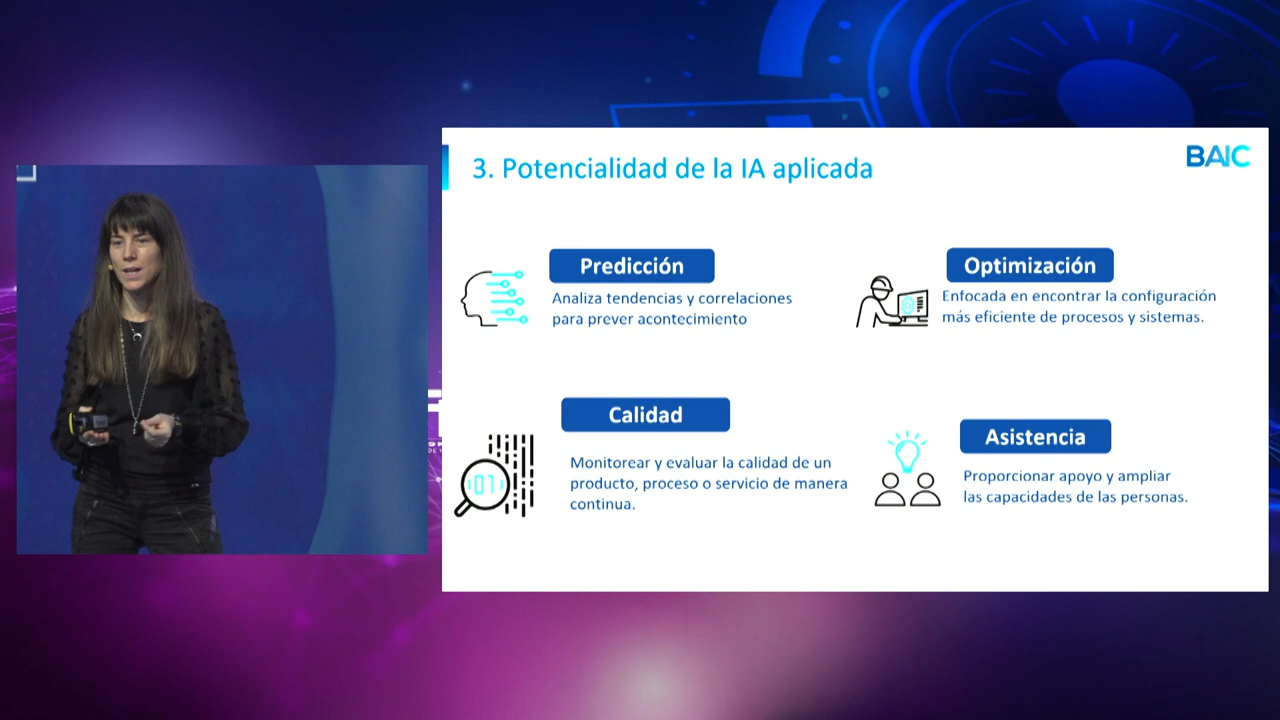 3. Potencialidad de la IA aplicada
BAIC
Predicción
Analiza tendencias y correlaciones
para prever acontecimiento
Optimización
Enfocada en encontrar la configuración
más eficiente de procesos y sistemas.
Calidad
Monitorear y evaluar la calidad de un
producto, proceso o servicio de manera
continua.
01
Asistencia
Proporcionar apoyo y ampliar
las capacidades de las personas.